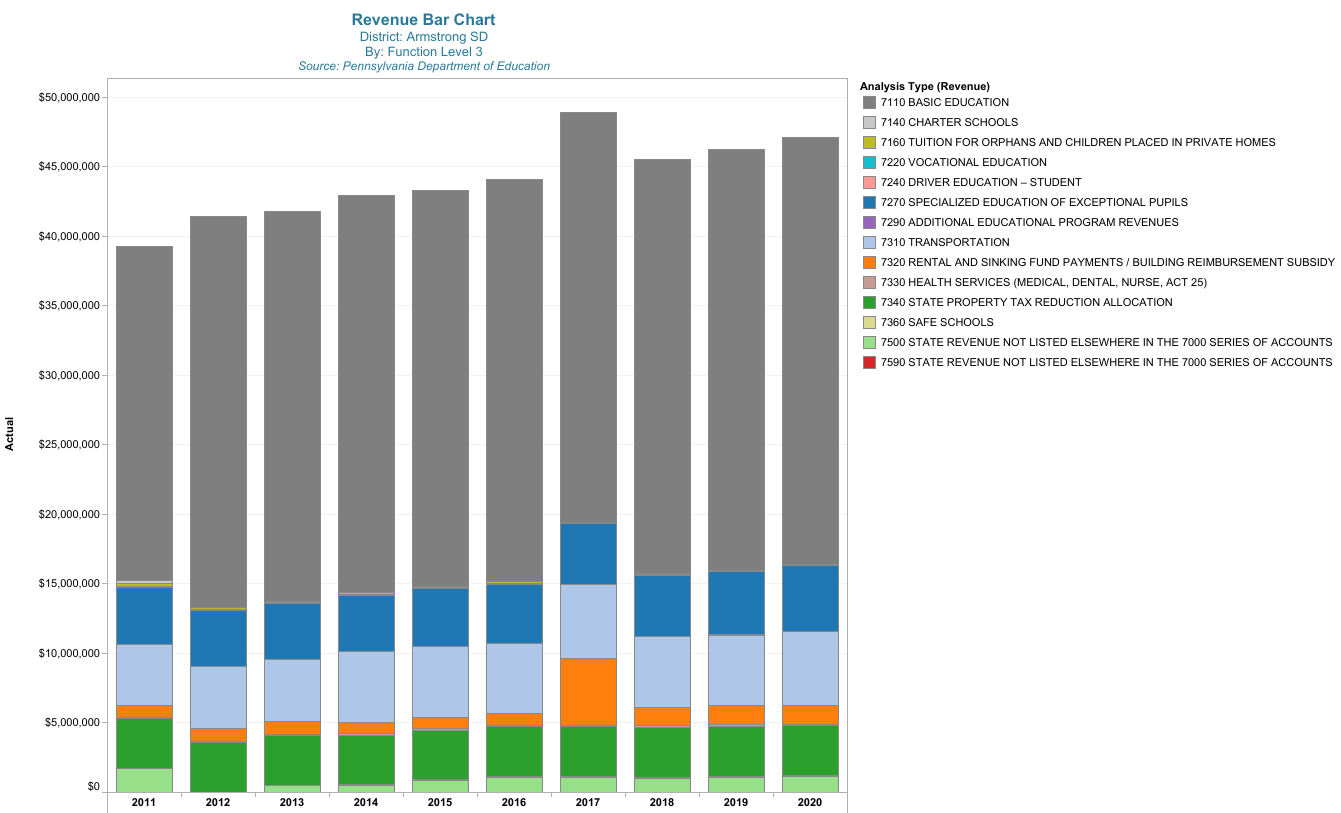 Revenue Bar Chart
District: Armstrong SD
By: Function Level 3
Source: Pennsylvania Department of Education
Actual
$50,000,000
$45,000,000
$40,000,000
$35,000,000
$30,000,000
$25,000,000
$20,000,000
$15,000,000
$10,000,000
$5,000,000
$0
2011 2012 2013 2014 2015 2016 2017 2018 2019 2020
Analysis Type (Revenue)
7110 BASIC EDUCATION
7140 CHARTER SCHOOLS
7160 TUITION FOR ORPHANS AND CHILDREN PLACED IN PRIVATE HOMES
7220 VOCATIONAL EDUCATION
7240 DRIVER EDUCATION – STUDENT
7270 SPECIALIZED EDUCATION OF EXCEPTIONAL PUPILS
7290 ADDITIONAL EDUCATIONAL PROGRAM REVENUES
7310 TRANSPORTATION
7320 RENTAL AND SINKING FUND PAYMENTS / BUILDING REIMBURSEMENT SUBSIDY
7330 HEALTH SERVICES (MEDICAL, DENTAL, NURSE, ACT 25)
7340 STATE PROPERTY TAX REDUCTION ALLOCATION
7360 SAFE SCHOOLS
7500 STATE REVENUE NOT LISTED ELSEWHERE IN THE 7000 SERIES OF ACCOUNTS
7590 STATE REVENUE NOT LISTED ELSEWHERE IN THE 7000 SERIES OF ACCOUNTS